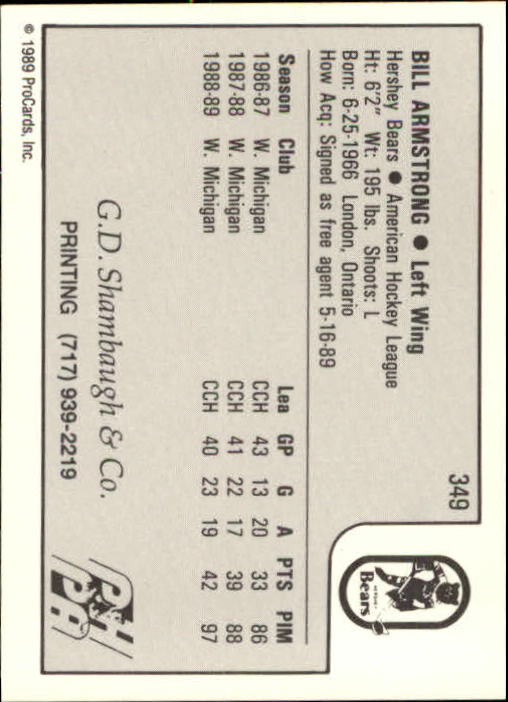 349
BILL ARMSTRONG ● Left Wing
Hershey Bears ● American Hockey League
Ht: 6'2" Wt: 195 lbs. Shoots: L
Born: 6-25-1966 London, Ontario
How Acq: Signed as free agent 5-16-89
Bears
Season Club Lea GP G A PTS PIM
1986-87 W. Michigan CCH 43 13 20 33 86
1987-88 W. Michigan CCH 41 22 17 39 88
1988-89 W. Michigan CCH 40 23 19 42 97
G.D. Shambaugh & Co.
PRINTING (717) 939-2219
© 1989 ProCards, Inc.